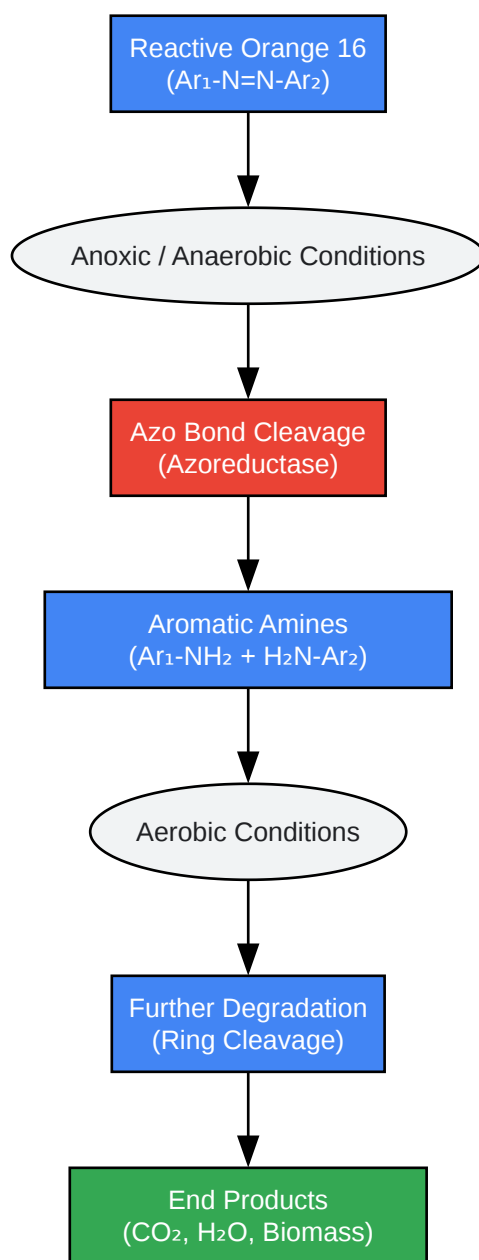 Reactive Orange 16
(Ar₁-N=N-Ar₂)
Anoxic / Anaerobic Conditions
Azo Bond Cleavage
(Azoreductase)
Aromatic Amines
(Ar₁-NH₂ + H₂N-Ar₂)
Aerobic Conditions
Further Degradation
(Ring Cleavage)
End Products
(CO₂, H₂O, Biomass)